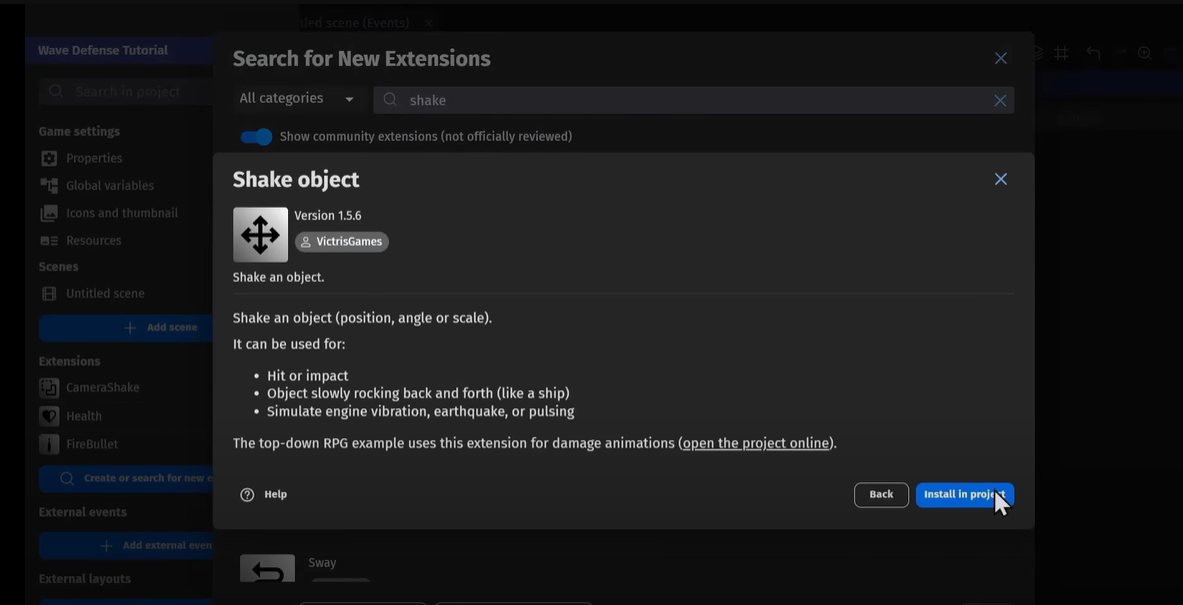 led scene (Events)
Wave Defense Tutorial
Search in project
Game settings
Properties
Global variables
Icons and thumbnail
Resources
Scenes
Untitled scene
Add scene
Extensions
CameraShake
Health
FireBullet
Create or search for new e
External events
Add external even
External layouts
Search for New Extensions
All categories
shake
Show community extensions (not officially reviewed)
Shake object
Version 1.5.6
VictrisGames
Shake an object.
Shake an object (position, angle or scale).
It can be used for:
• Hit or impact
• Object slowly rocking back and forth (like a ship)
• Simulate engine vibration, earthquake, or pulsing
The top-down RPG example uses this extension for damage animations (open the project online).
Help
Back
Install in project
Sway